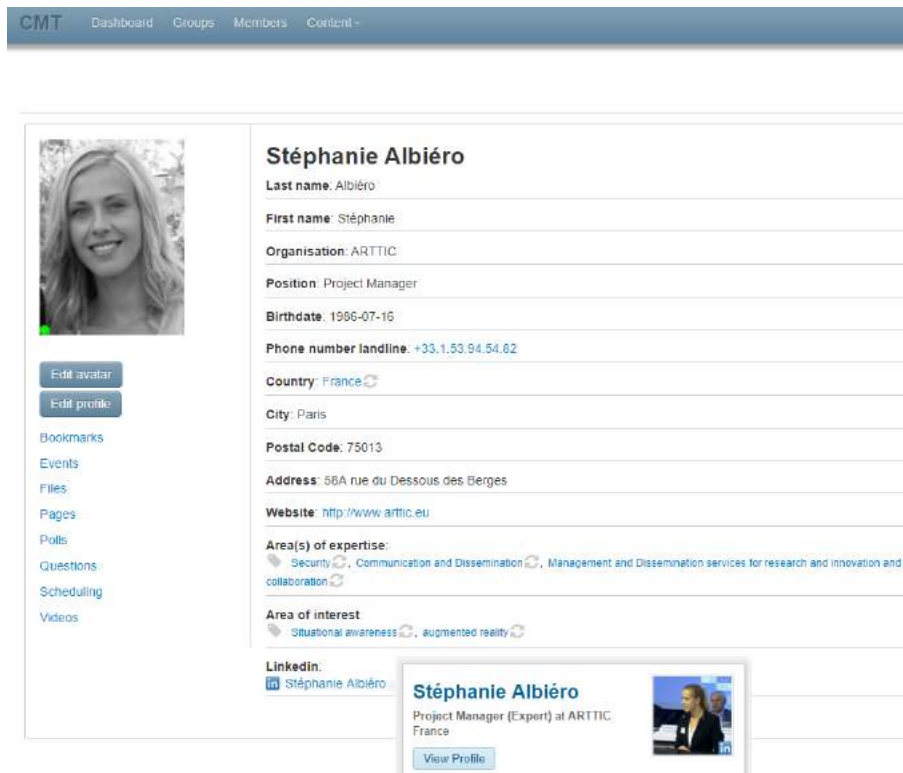 CMT Dashboard Groups Members Content
Stéphanie Albiéro
Last name: Albiéro
First name: Stéphanie
Organisation: ARTTIC
Position: Project Manager
Birthdate: 1986-07-16
Phone number landline: +33.1.53.94.54.82
Country: France
City: Paris
Postal Code: 75013
Address: 58A rue du Dessous des Berges
Website: http://www.arttic.eu
Area(s) of expertise:
Security, Communication and Dissemination, Management and Dissemination services for research and innovation and
collaboration
Area of interest
: Situational awareness, augmented reality
Linkedin:
in Stéphanie Albiéro
Edit avatar
Edit profile
Bookmarks
Events
Files
Pages
Polls
Questions
Scheduling
Videos
Stéphanie Albiéro
Project Manager (Expert) at ARTTIC
France
View Profile
in